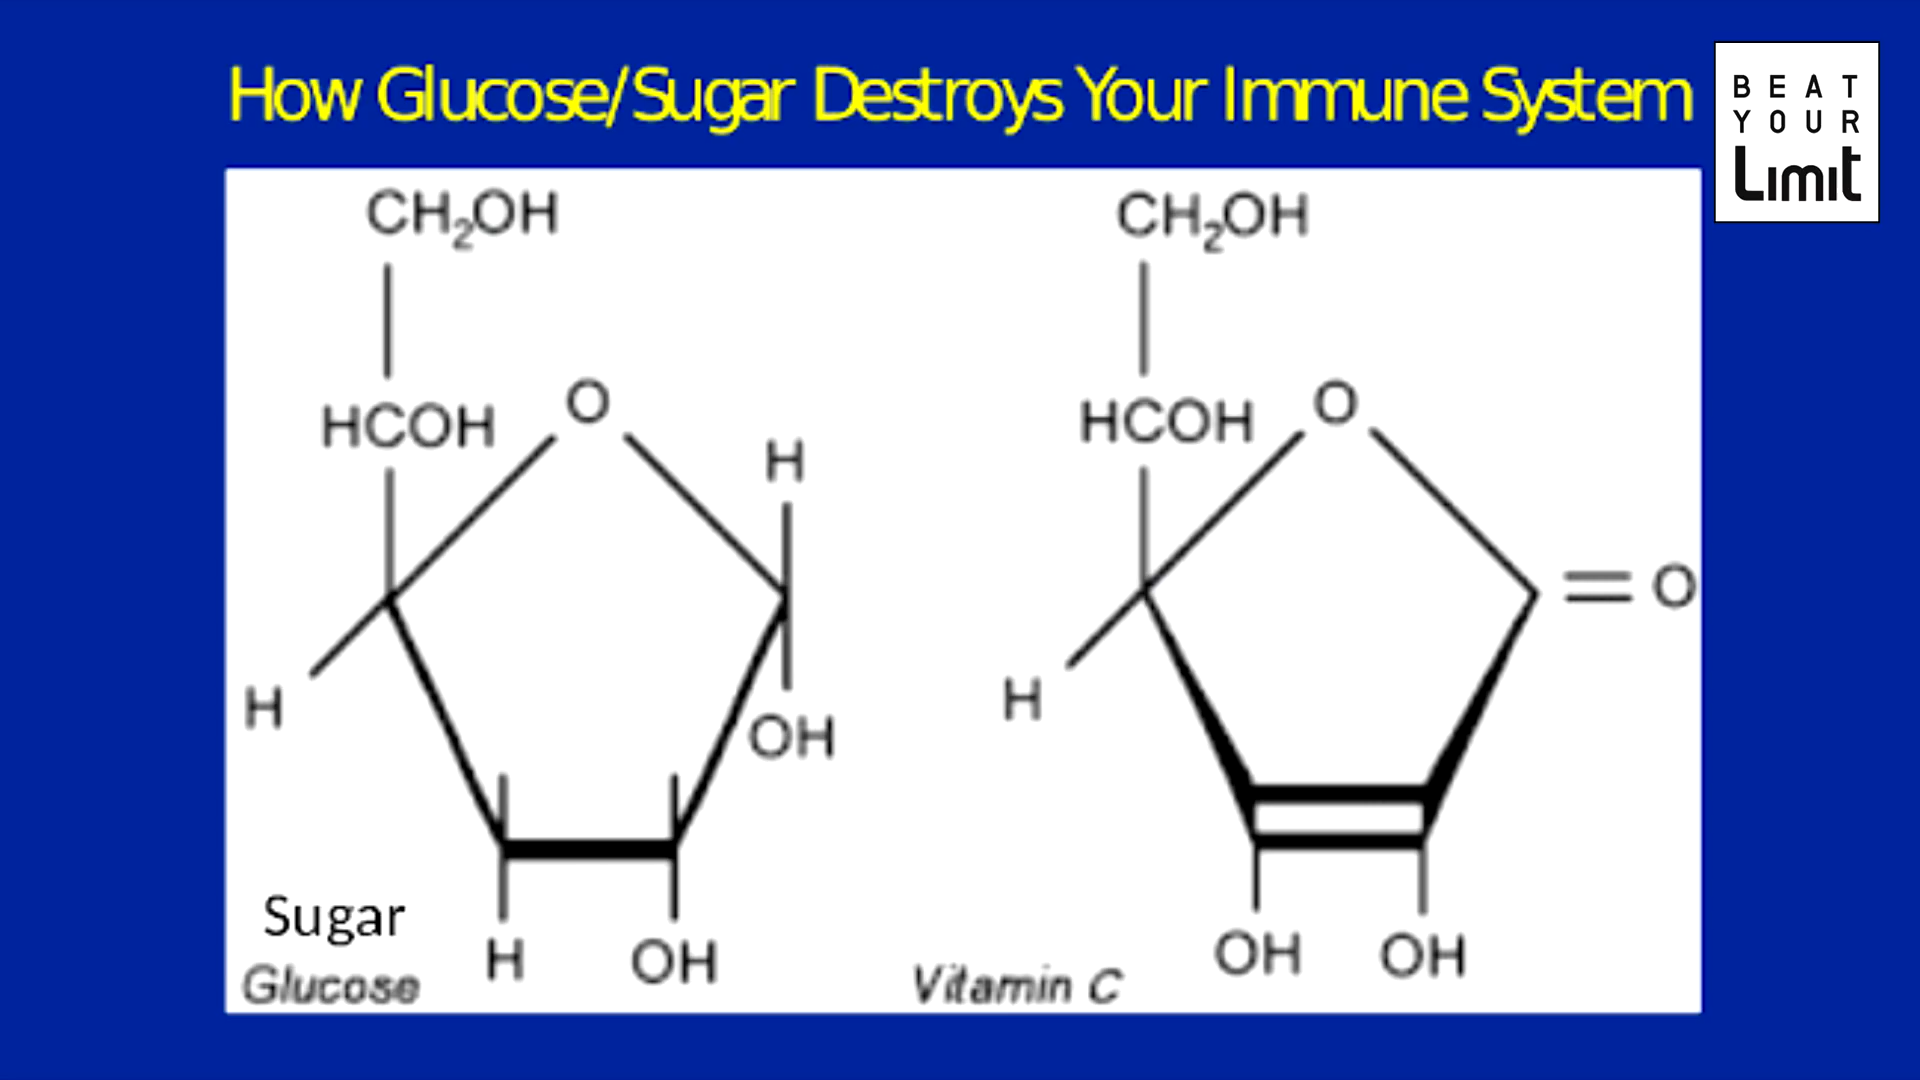 How Glucose/Sugar Destroys Your Immune System
BEAT
YOUR
Limit
CH₂OH
HCOH
O
H
H
OH
H
OH
Sugar
Glucose
CH₂OH
HCOH
O
= O
H
OH
OH
Vitamin C